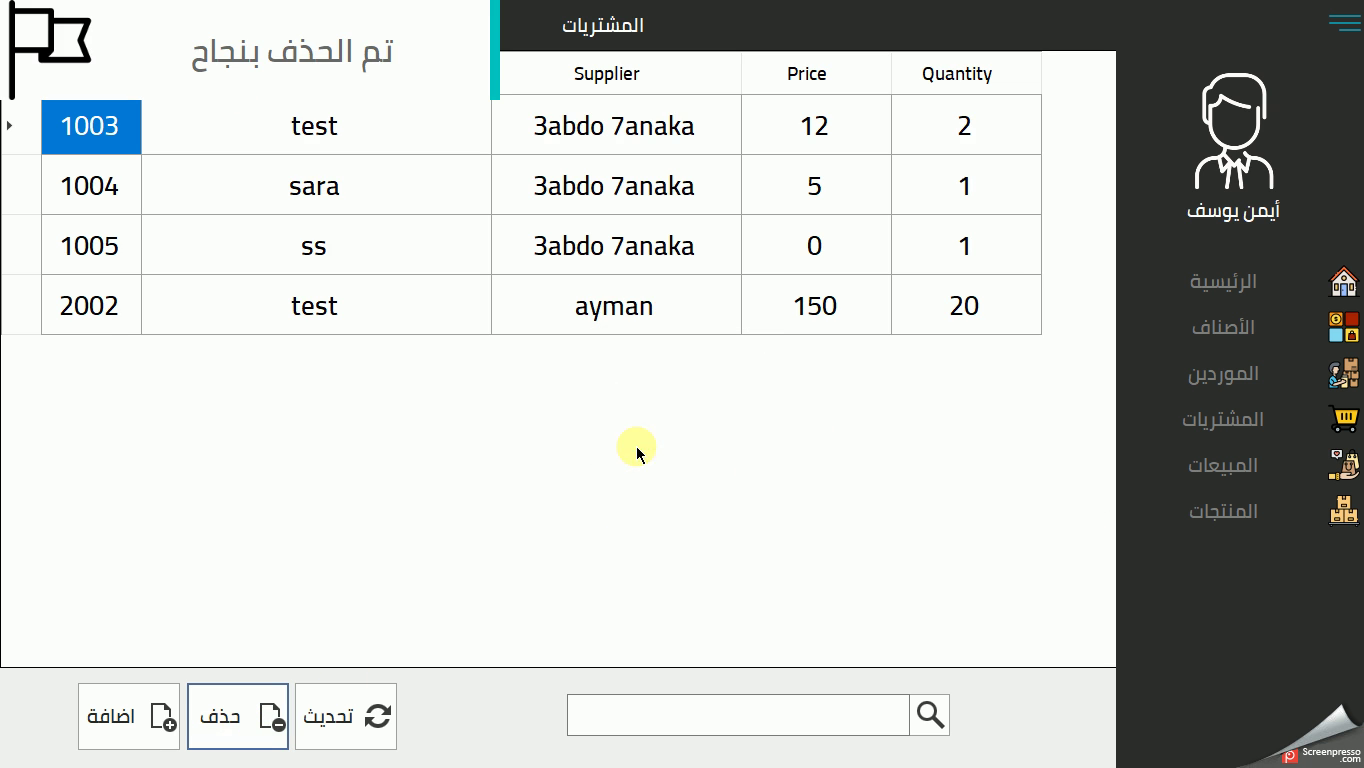 المشتريات
تم الحذف بنجاح
Supplier Price Quantity
1003 test 3abdo 7anaka 12 2
1004 sara 3abdo 7anaka 5 1
1005 ss 3abdo 7anaka 0 1
2002 test ayman 150 20
أيمن يوسف
الرئيسية
الأصناف
الموردين
المشتريات
المبيعات
المنتجات
اضافة
حذف
تحديث
Screenpresso
.com